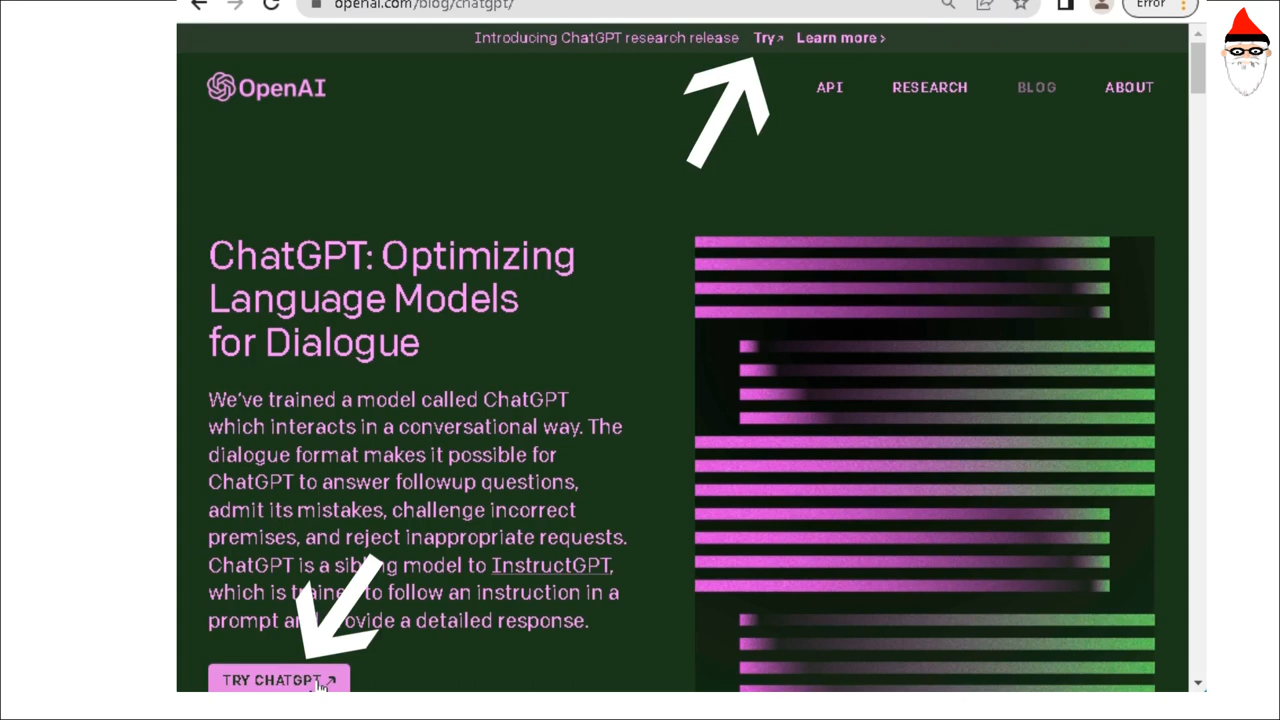 openai.com/blog/chatgpt/
Error
Introducing ChatGPT research release Try↗ Learn more >
OpenAI
API RESEARCH BLOG ABOUT
ChatGPT: Optimizing
Language Models
for Dialogue
We've trained a model called ChatGPT
which interacts in a conversational way. The
dialogue format makes it possible for
ChatGPT to answer followup questions,
admit its mistakes, challenge incorrect
premises, and reject inappropriate requests.
ChatGPT is a sibling model to InstructGPT,
which is trained to follow an instruction in a
prompt and provide a detailed response.
TRY CHATGPT ↗